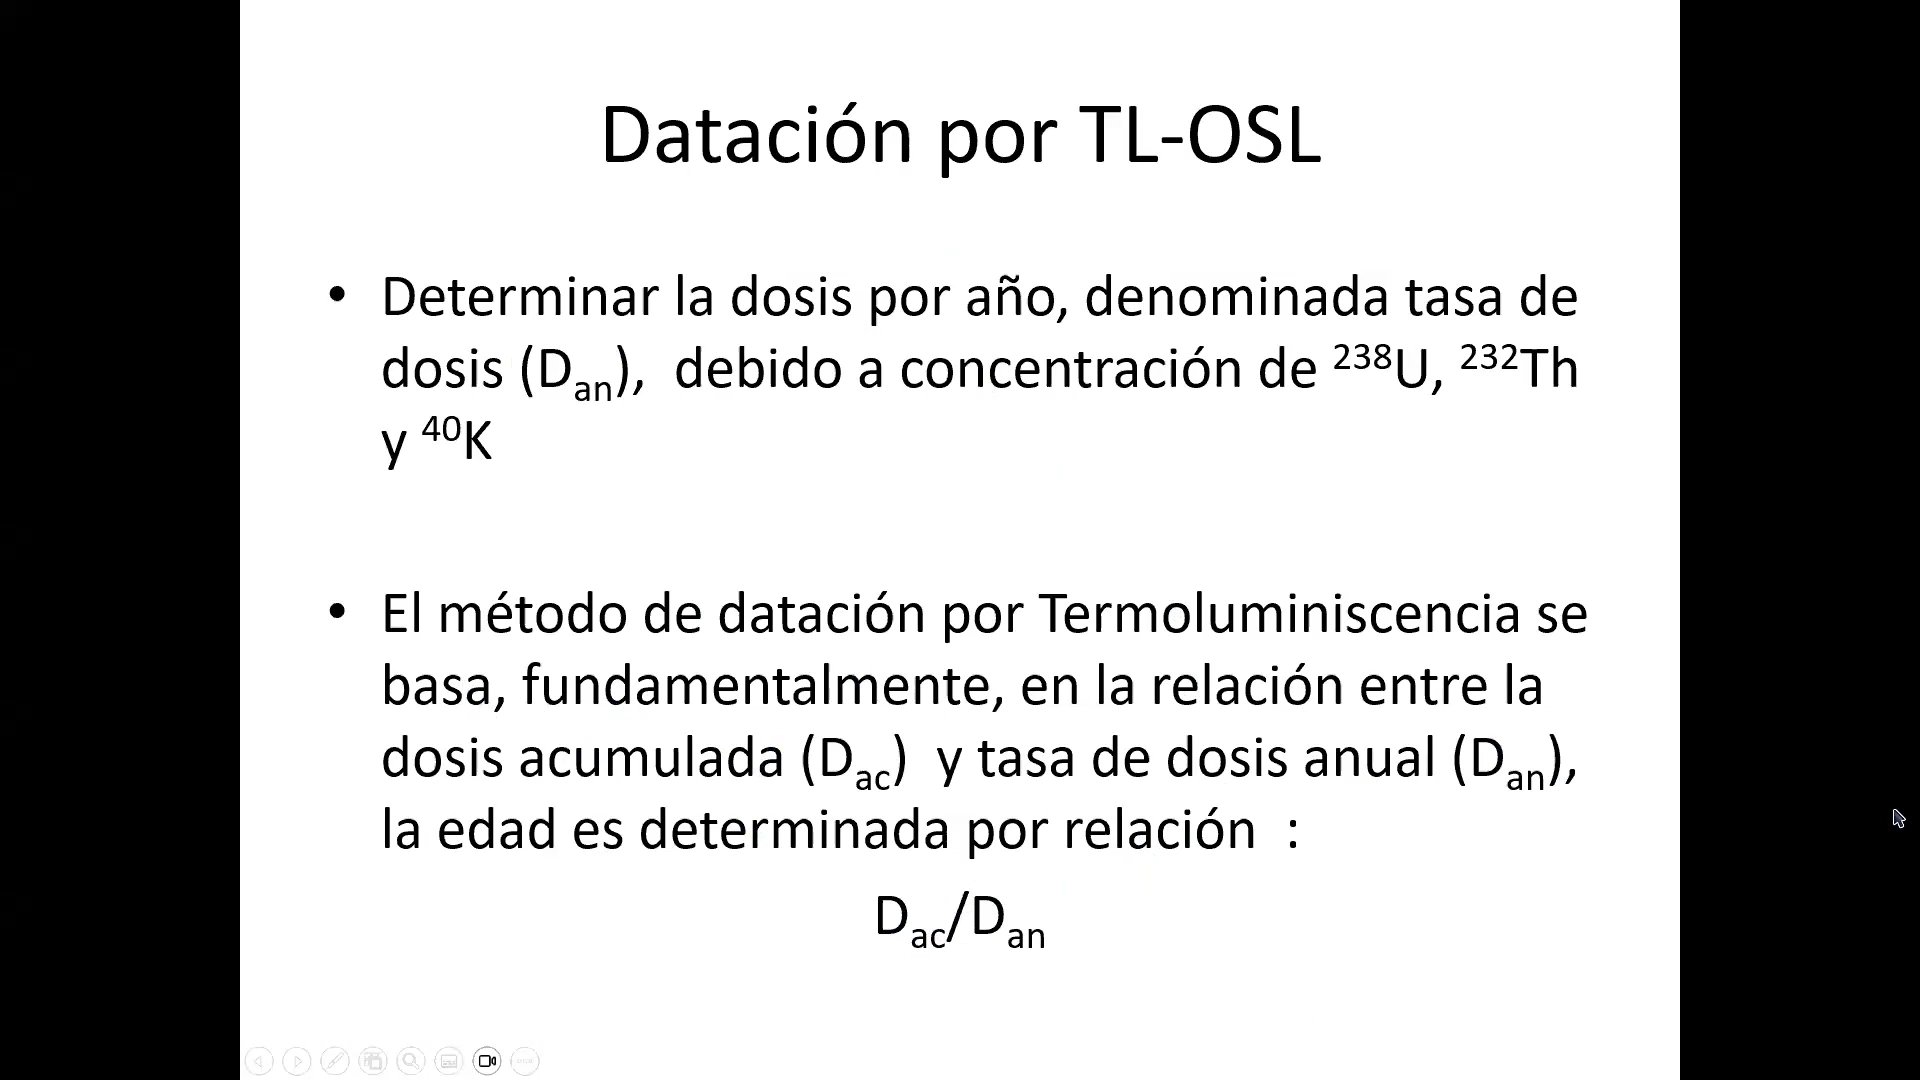 Datación por TL-OSL
• Determinar la dosis por año, denominada tasa de
dosis (Dan), debido a concentración de 238U, 232Th
y 40K
• El método de datación por Termoluminiscencia se
basa, fundamentalmente, en la relación entre la
dosis acumulada (Dac) y tasa de dosis anual (Dan),
la edad es determinada por relación :
Dac/Dan